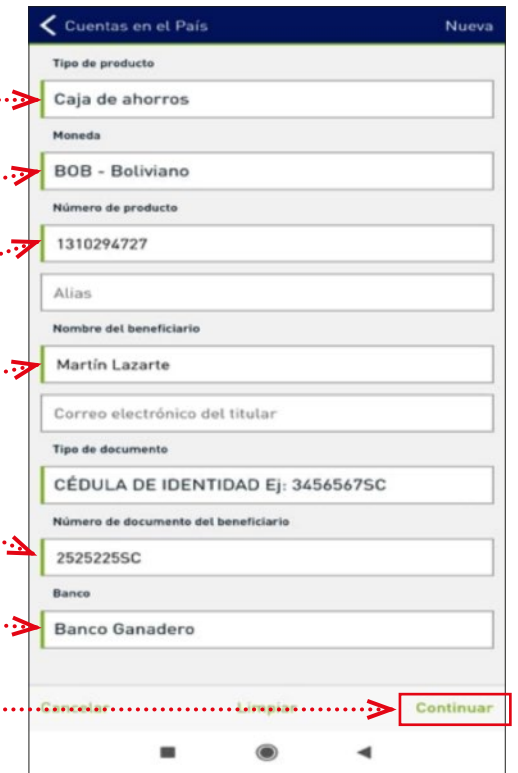 Cuentas en el País Nueva
Tipo de producto
Caja de ahorros
Moneda
BOB - Boliviano
Número de producto
1310294727
Alias
Nombre del beneficiario
Martín Lazarte
Correo electrónico del titular
Tipo de documento
CÉDULA DE IDENTIDAD Ej: 3456567SC
Número de documento del beneficiario
2525225SC
Banco
Banco Ganadero
Cancelar Limpiar Continuar